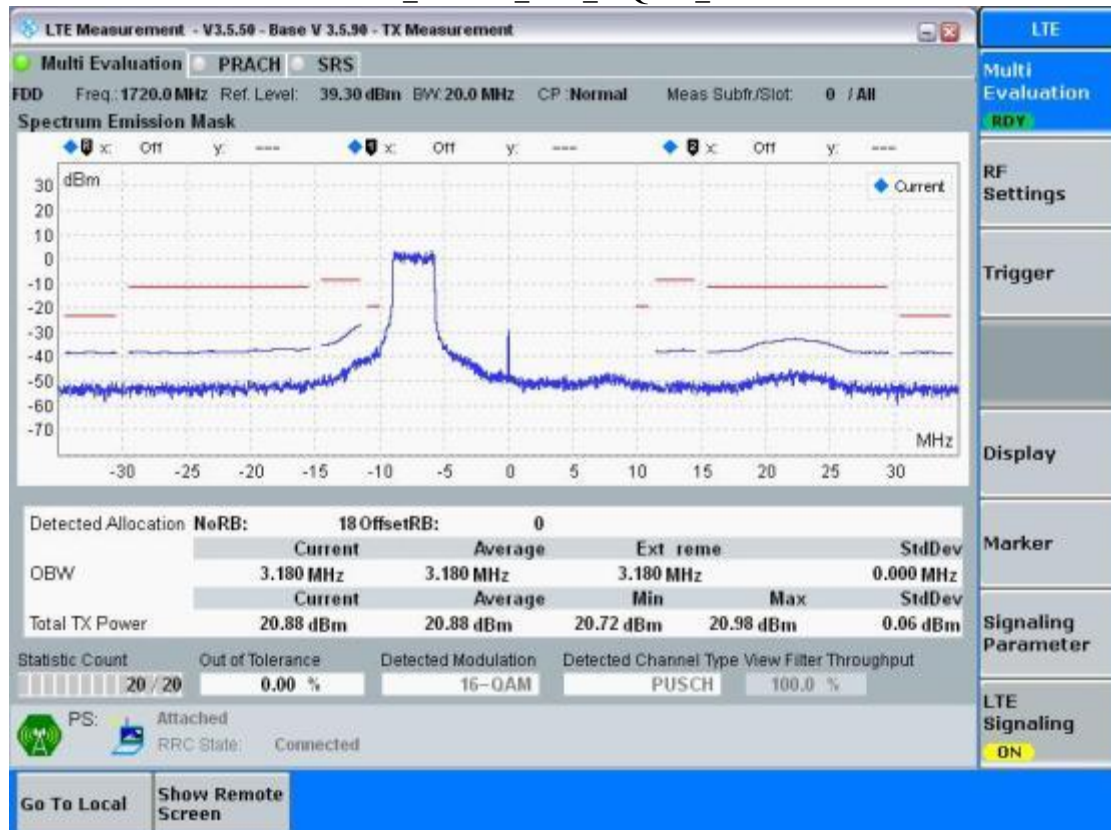 LTE Measurement - V3.5.50 - Base V 3.5.90 - TX Measurement
LTE
Multi Evaluation PRACH SRS
Multi
Evaluation
RDY
FDD Freq.: 1720.0 MHz Ref. Level: 39.30 dBm BW: 20.0 MHz CP :Normal Meas Subfr/Slot: 0 / All
Spectrum Emission Mask
x: Off y: --- x: Off y: --- x: Off y: ---
dBm
Current
30
20
10
0
-10
-20
-30
-40
-50
-60
-70
MHz
-30 -25 -20 -15 -10 -5 0 5 10 15 20 25 30
RF
Settings
Trigger
Display
Marker
Signaling
Parameter
LTE
Signaling
ON
Detected Allocation NoRB: 18 OffsetRB: 0
Current Average Ext reme StdDev
OBW 3.180 MHz 3.180 MHz 3.180 MHz 0.000 MHz
Current Average Min Max StdDev
Total TX Power 20.88 dBm 20.88 dBm 20.72 dBm 20.98 dBm 0.06 dBm
Statistic Count Out of Tolerance Detected Modulation Detected Channel Type View Filter Throughput
20 / 20 0.00 % 16-QAM PUSCH 100.0 %
PS: Attached
RRC State: Connected
Go To Local Show Remote
Screen